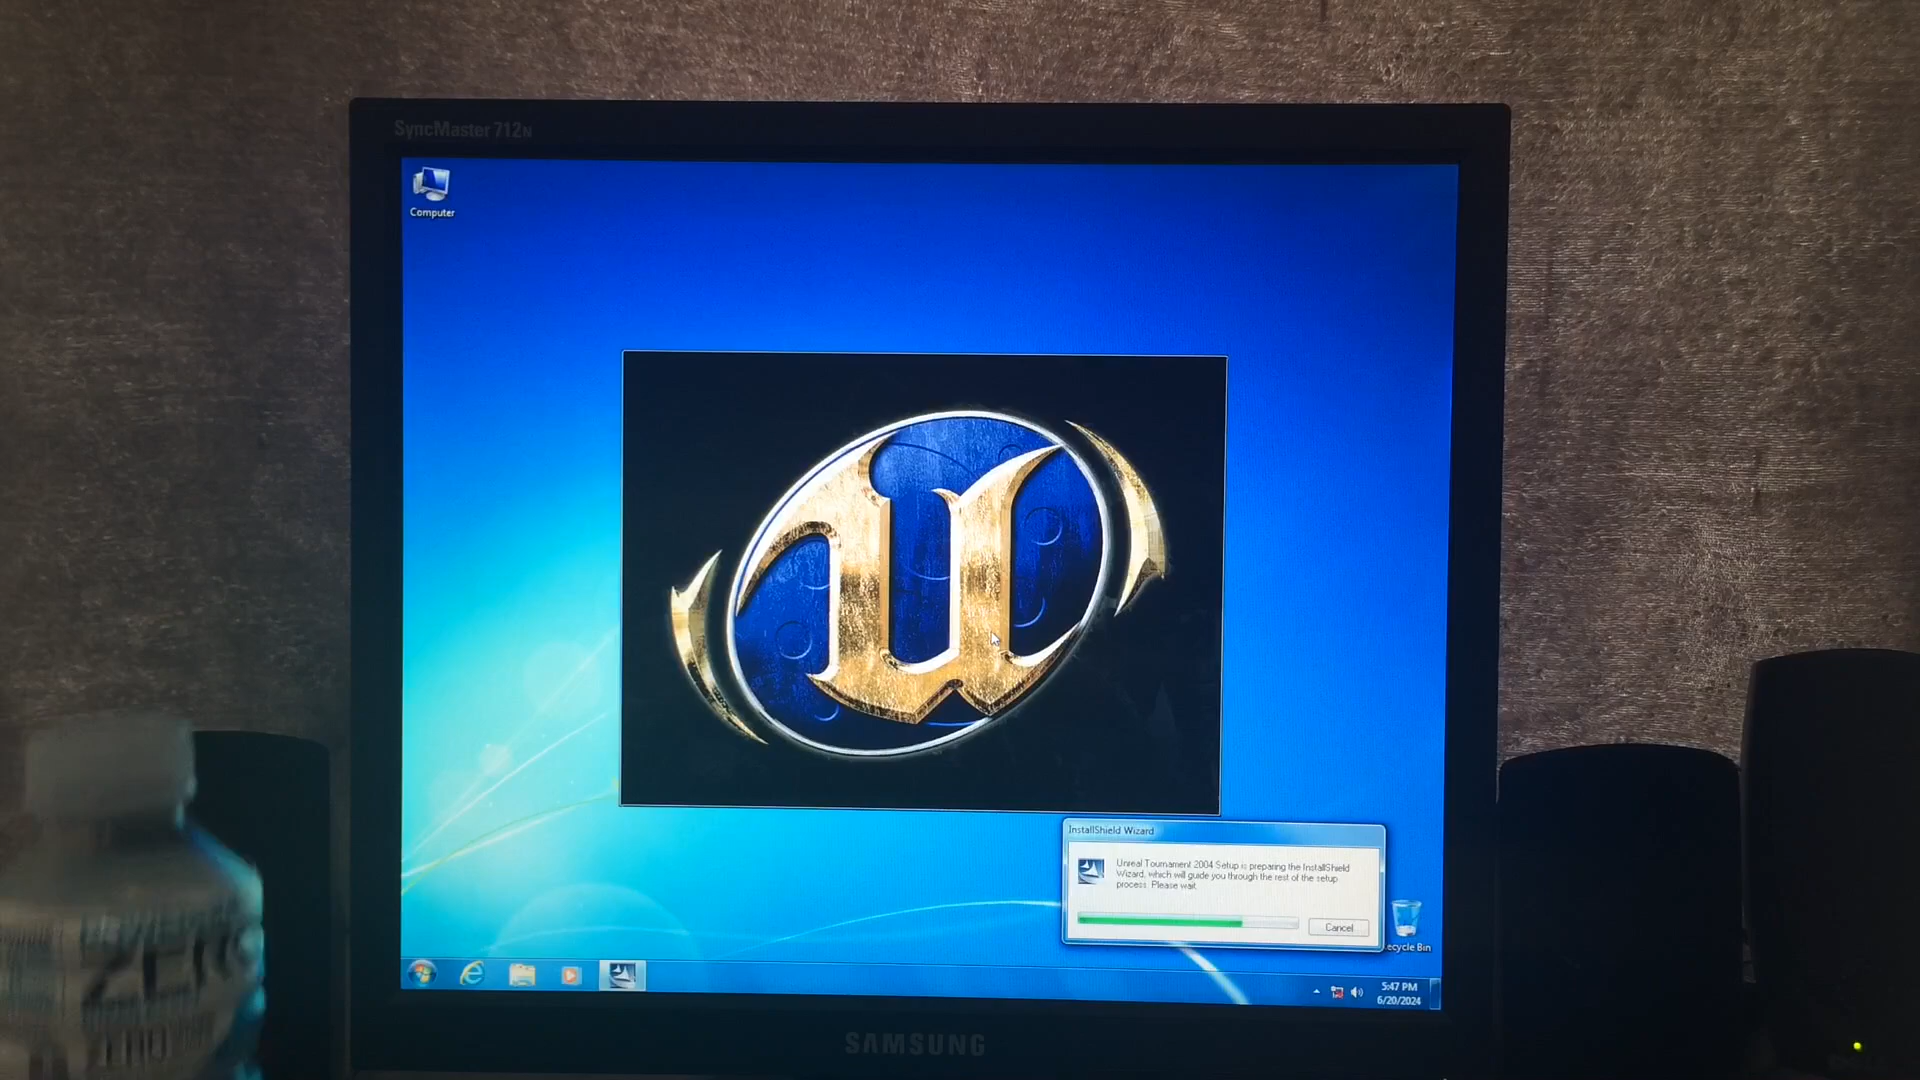 SyncMaster 712N
Computer
InstallShield Wizard
Unreal Tournament 2004 Setup is preparing the InstallShield
Wizard, which will guide you through the rest of the setup
process. Please wait.
Cancel
ecycle Bin
5:47 PM
6/20/2024
SAMSUNG
ZERO